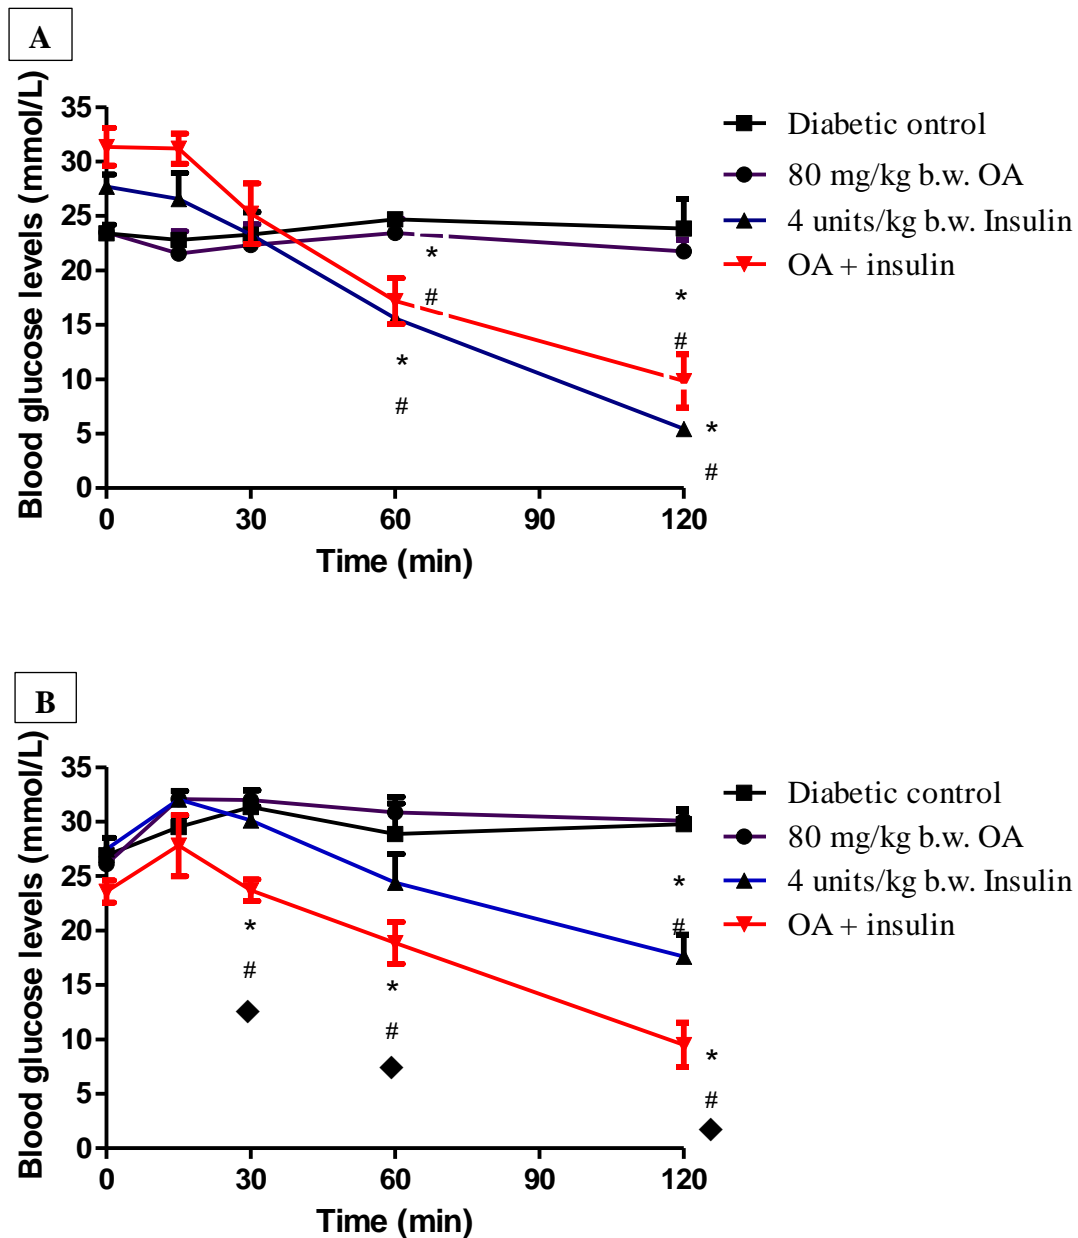 A
Blood glucose levels (mmol/L)
35
30
25
20
15
10
5
0
0 30 60 90 120
Time (min)
Diabetic ontrol
80 mg/kg b.w. OA
4 units/kg b.w. Insulin
OA + insulin
*
#
*
#
*
#
*
#
B
Blood glucose levels (mmol/L)
35
30
25
20
15
10
5
0
0 30 60 90 120
Time (min)
Diabetic control
80 mg/kg b.w. OA
4 units/kg b.w. Insulin
OA + insulin
*
#
◆
*
#
◆
*
#
*
#
◆